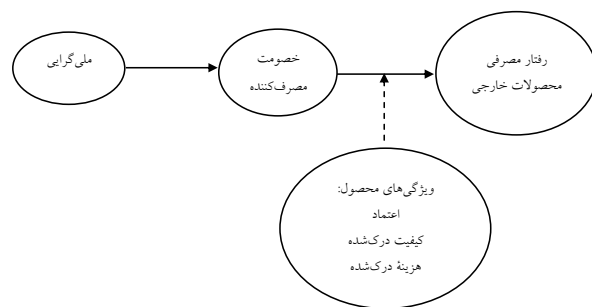 ملی‌گرایی
خصومت
مصرف‌کننده
رفتار مصرفی
محصولات خارجی
ویژگی‌های محصول:
اعتماد
کیفیت درک‌شده
هزینهٔ درک‌شده